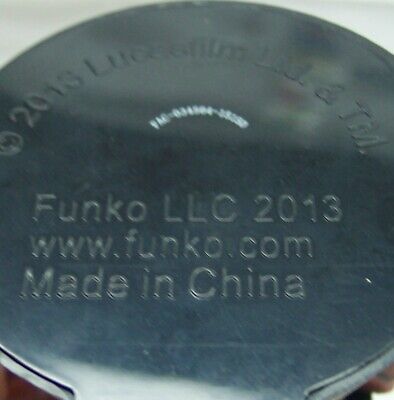 © 2013 Lucasfilm Ltd. & TM.
Funko LLC 2013
www.funko.com
Made in China